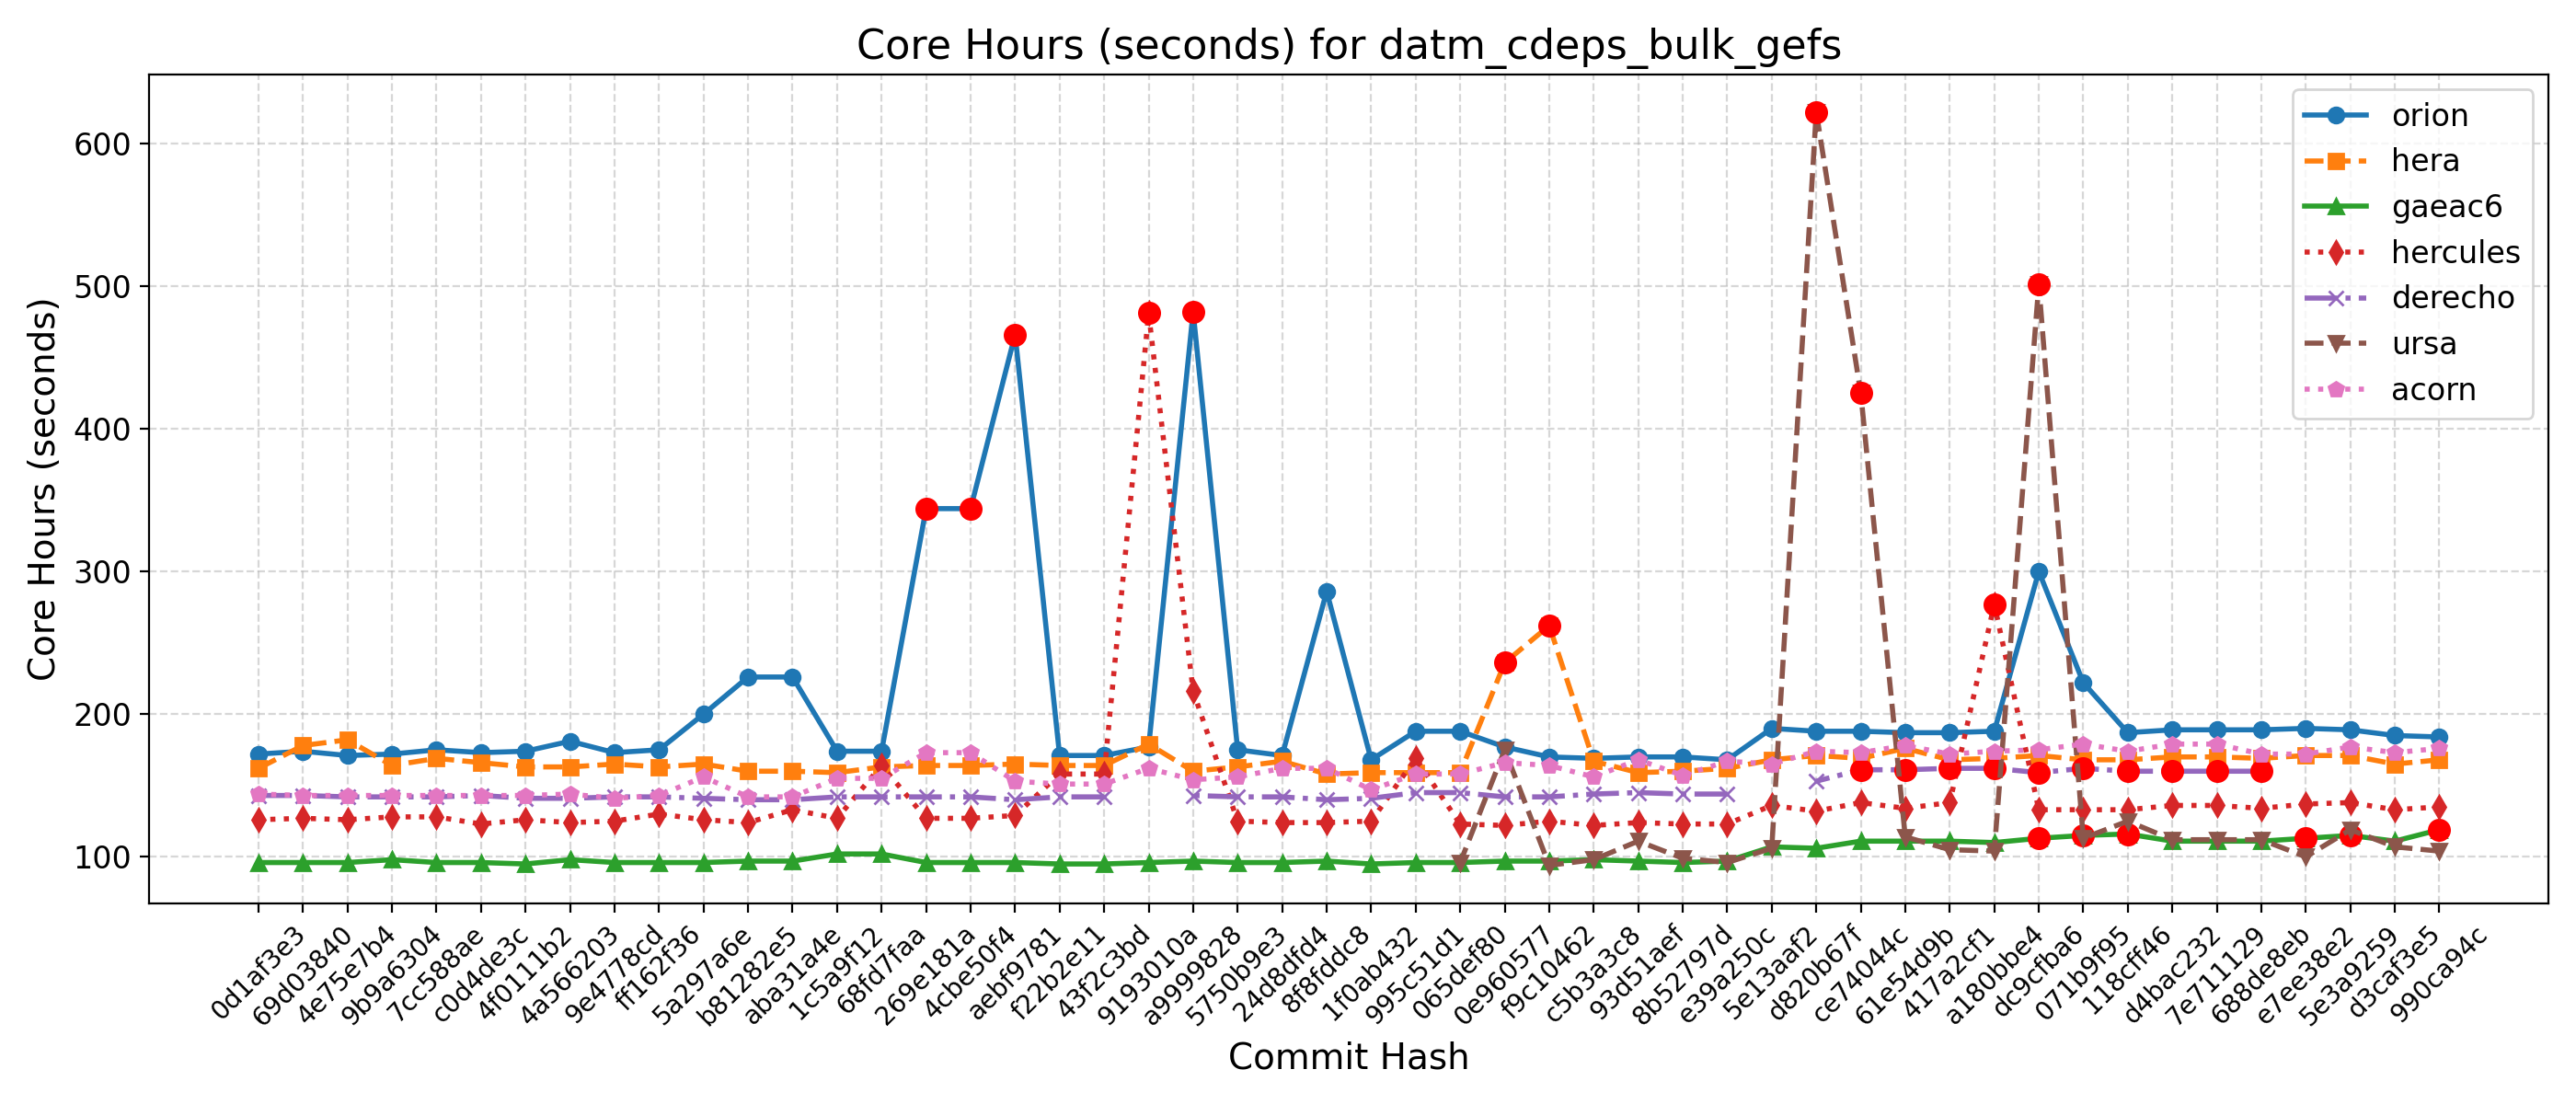 Core Hours (seconds) for datm_cdeps_bulk_gefs
Core Hours (seconds)
600
500
400
300
200
100
orion
hera
gaeac6
hercules
derecho
ursa
acorn
0d1af3e3
69d03840
4e75e7b4
9b9a6304
7cc588ae
c0d4de3c
4f0111b2
4a566203
9e4778cd
ff162f36
5a297a6e
b81282e5
aba31a4e
1c5a9f12
68fd7faa
269e181a
4cbe50f4
aebf9781
f22b2e11
43f2c3bd
9193010a
a9999828
5750b9e3
24d8dfd4
8f8fddc8
1f0ab432
995c51d1
065def80
0e960577
f9c10462
c5b3a3c8
93d51aef
8b52797d
e39a250c
5e13aaf2
d820b67f
ce74044c
61e54d9b
417a2cf1
a180bbe4
dc9cfba6
071b9f95
118cff46
d4bac232
7e711129
688de8eb
e7ee38e2
5e3a9259
d3caf3e5
990ca94c
Commit Hash